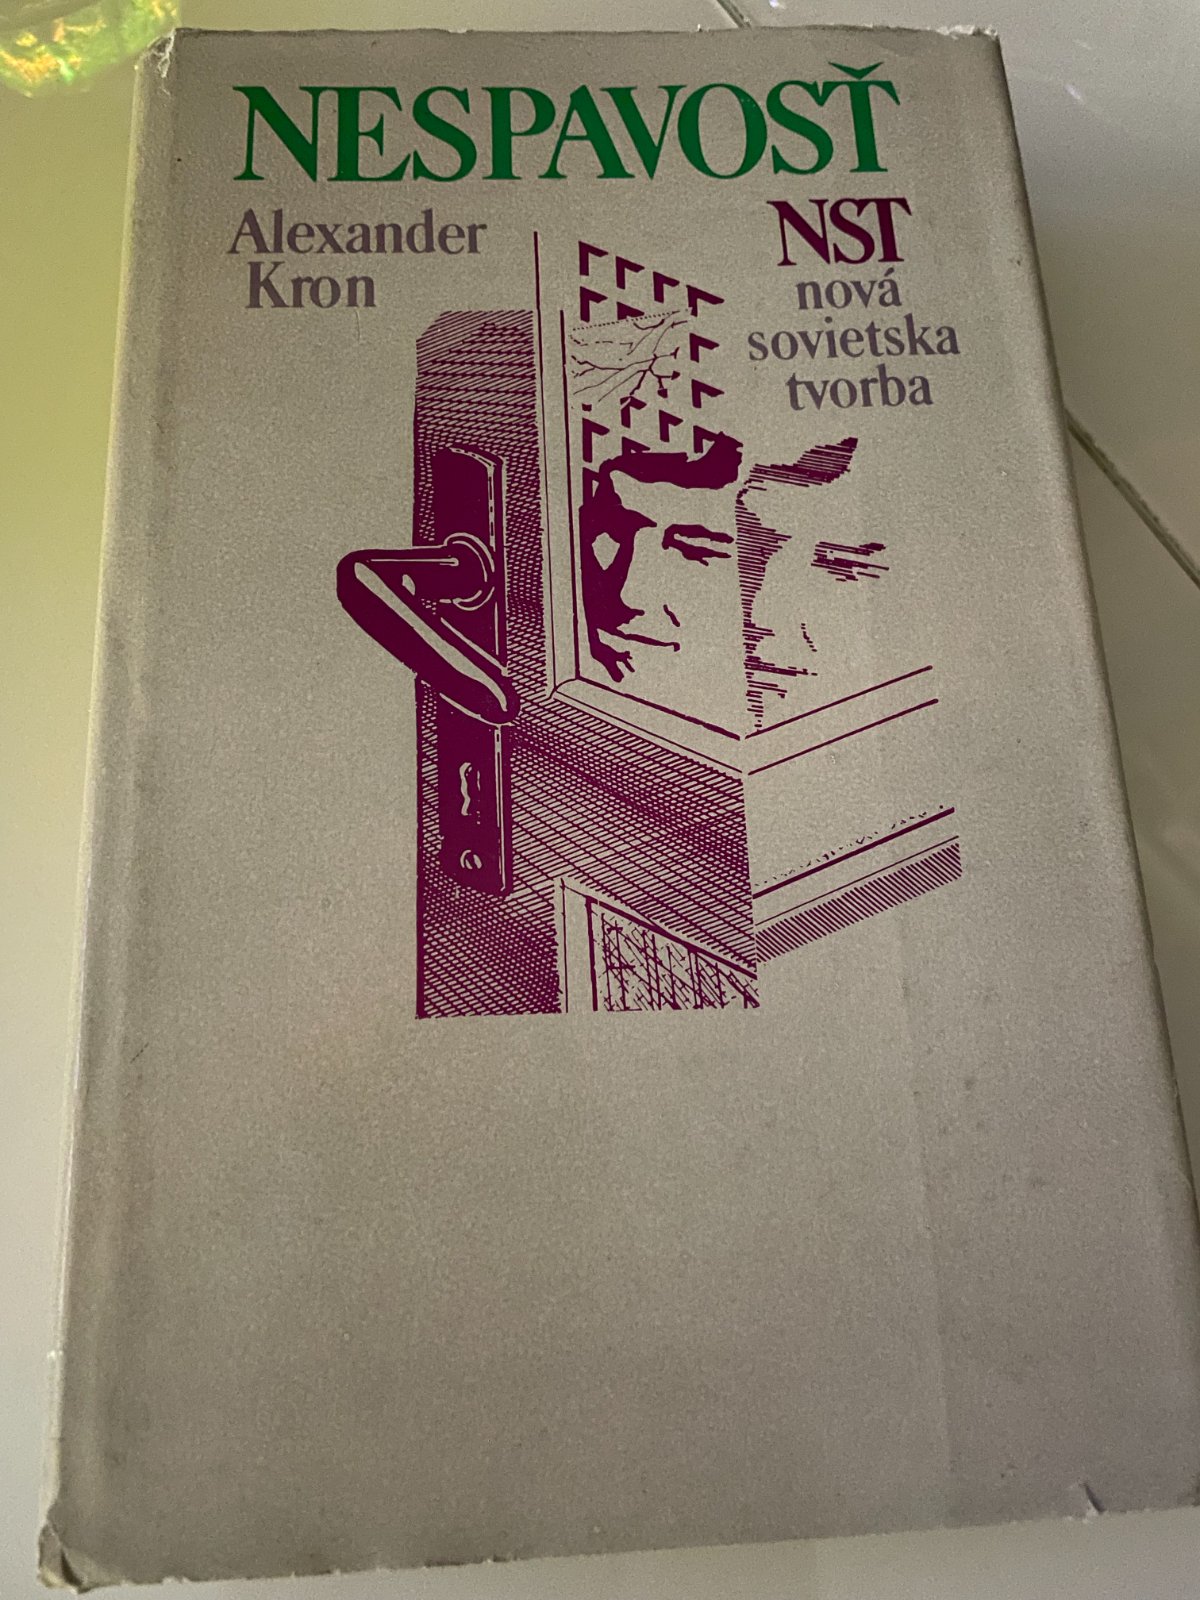 NESPAVOSŤ
Alexander
Kron
NST
nová
sovietska
tvorba